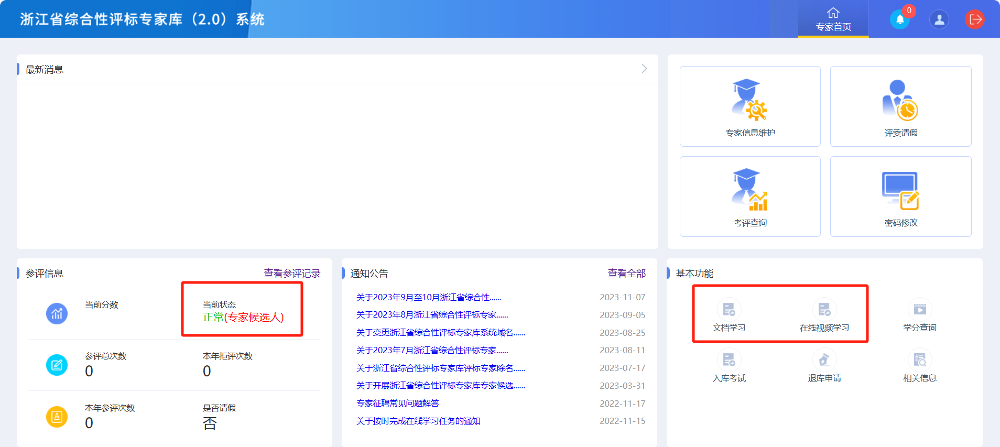 浙江省综合性评标专家库（2.0）系统
专家首页
0
最新消息
专家信息维护
评委请假
考评查询
密码修改
参评信息
查看参评记录
当前分数
当前状态
正常(专家候选人)
参评总次数
0
本年拒评次数
0
本年参评次数
0
是否请假
否
通知公告
查看全部
关于2023年9月至10月浙江省综合性...... 2023-11-07
关于2023年8月浙江省综合性评标专家...... 2023-09-05
关于变更浙江省综合性评标专家库系统域名...... 2023-08-25
关于2023年7月浙江省综合性评标专家...... 2023-08-11
关于浙江省综合性评标专家库评标专家除名...... 2023-07-17
关于开展浙江省综合性评标专家库专家候选...... 2023-03-31
专家征聘常见问题解答 2022-11-17
关于按时完成在线学习任务的通知 2022-11-15
基本功能
文档学习
在线视频学习
学分查询
入库考试
退库申请
相关信息